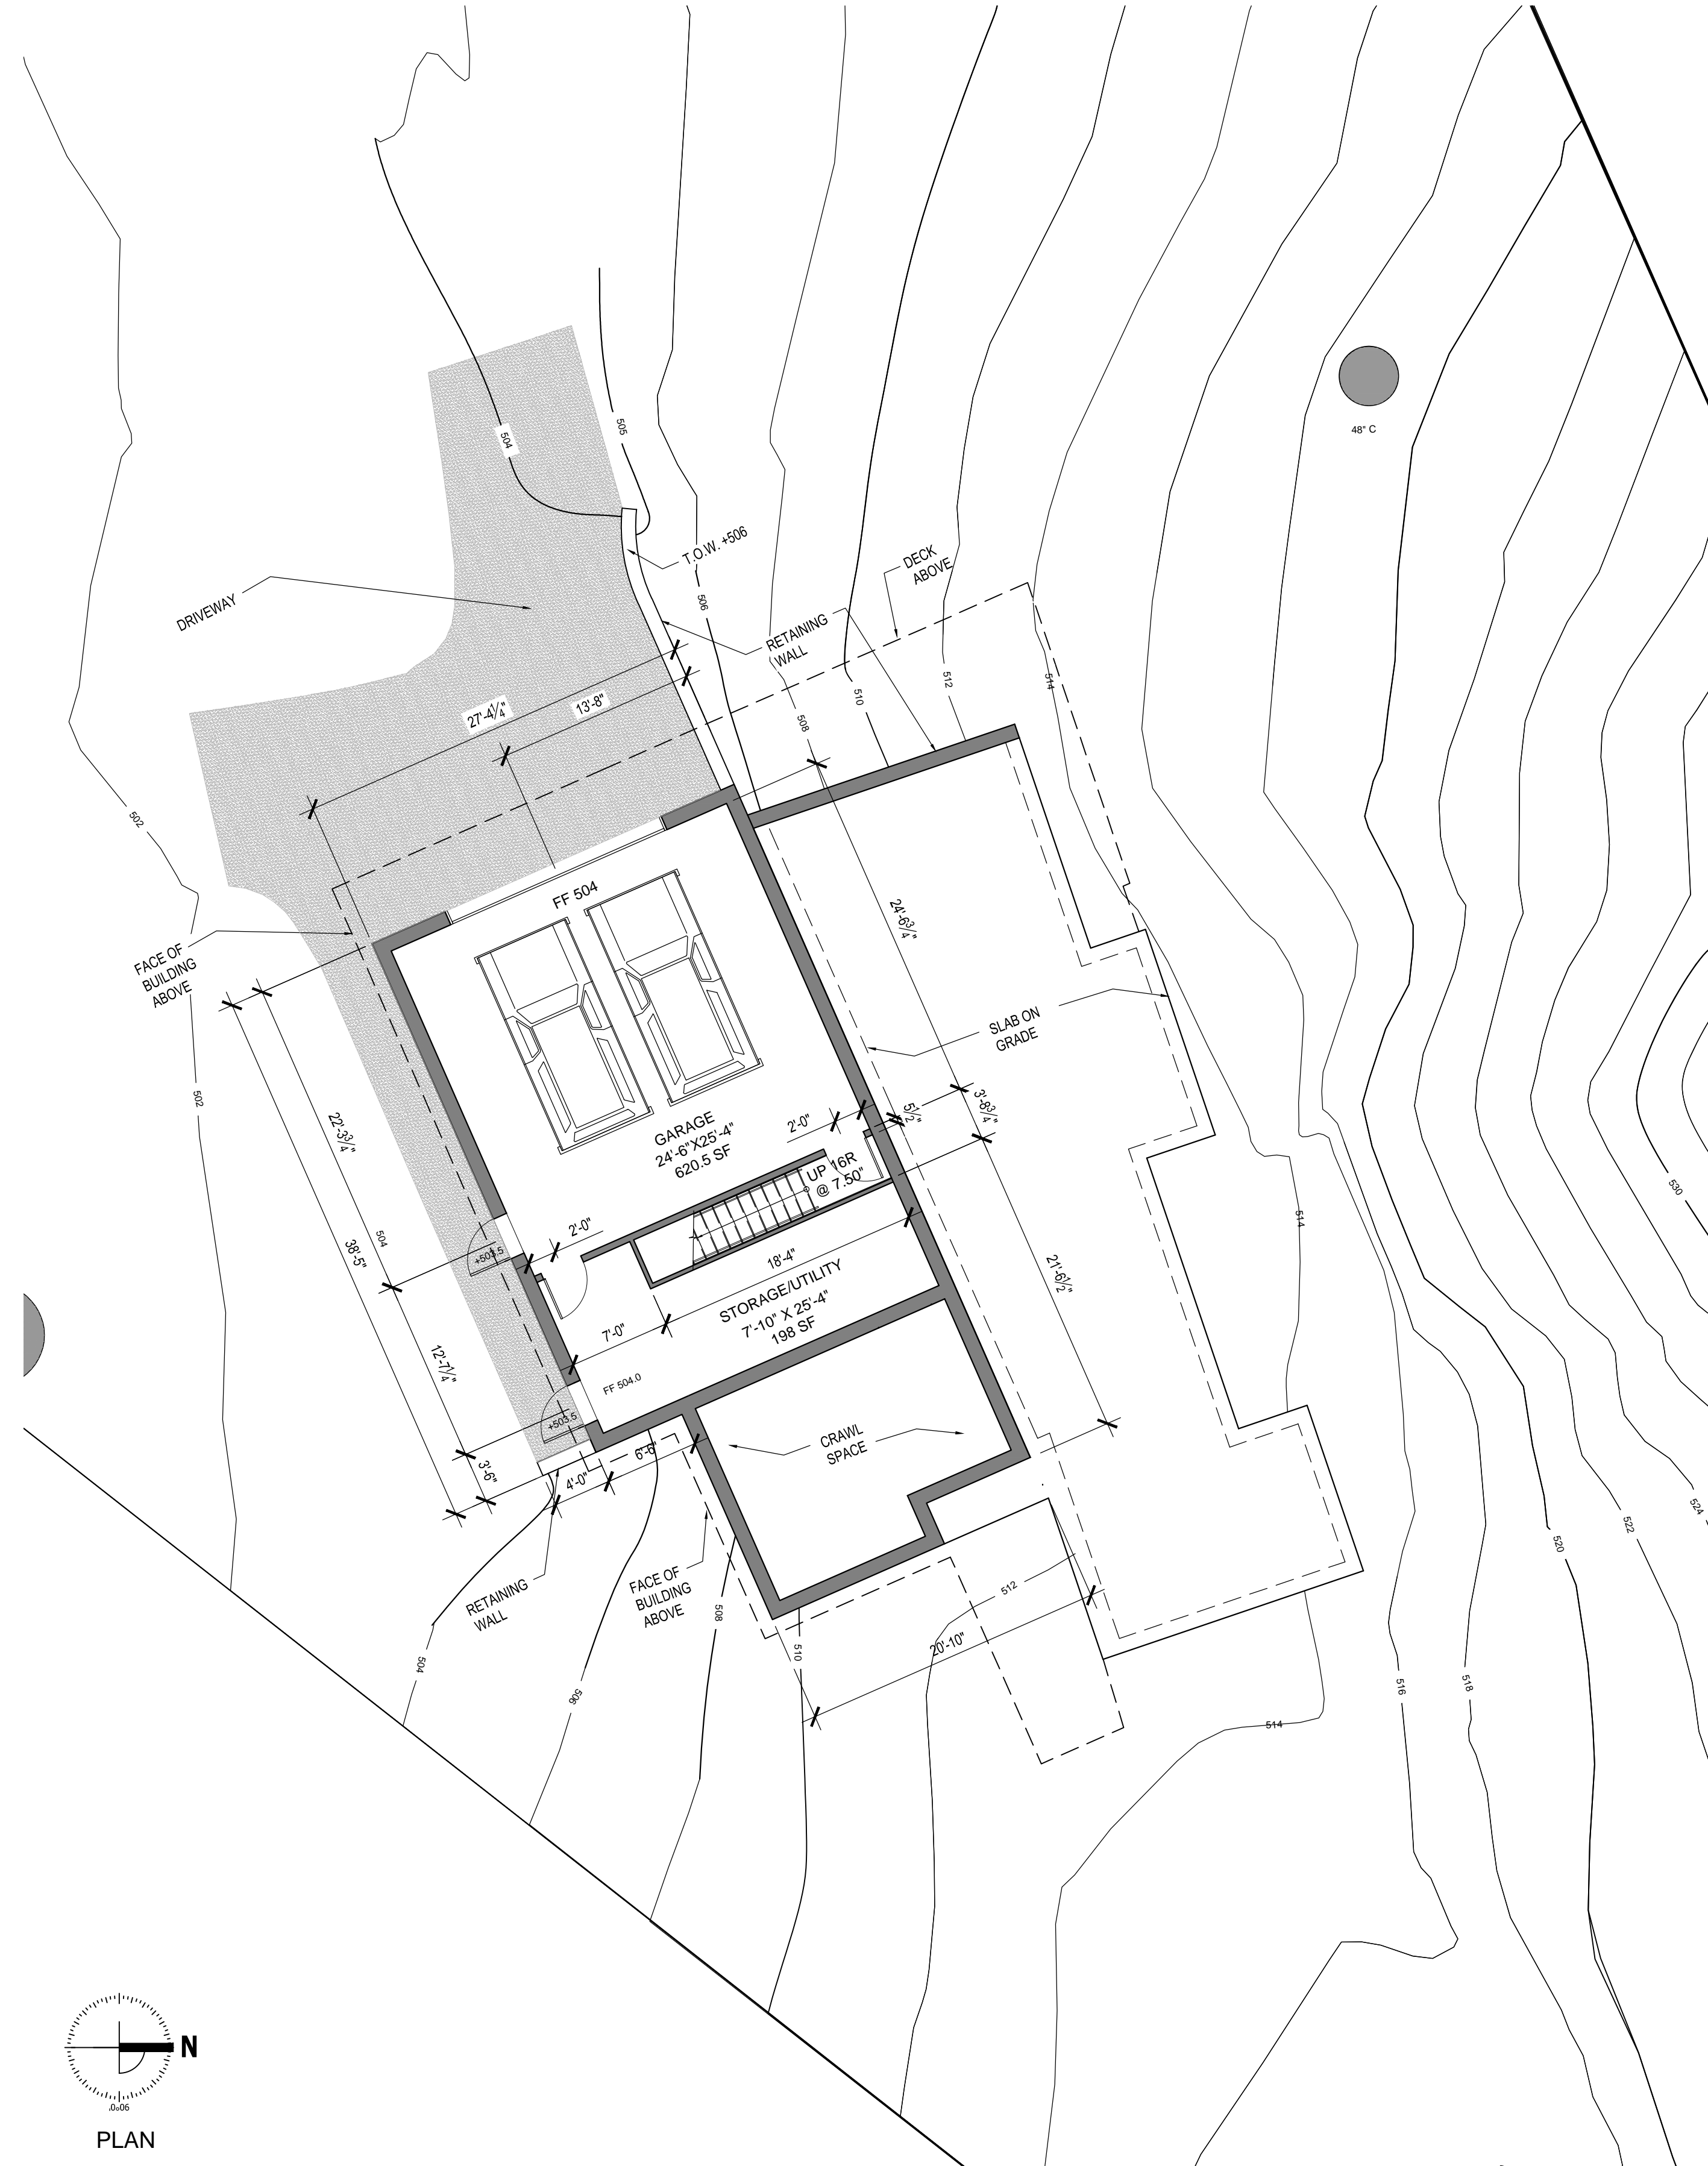 48" C
504
505
T.O.W. +506
DECK
ABOVE
DRIVEWAY
506
RETAINING
WALL
510
512
514
508
27'-4¼"
13'-8"
502
FF 504
FACE OF
BUILDING
ABOVE
24'-6¾"
SLAB ON
GRADE
502
22'-3¾"
GARAGE
24'-6"X25'-4"
620.5 SF
2'-0"
5½"
3'-8¾"
UP 16R
@ 7.50"
530
504
38'-5"
+503.5
2'-0"
18'-4"
STORAGE/UTILITY
7'-10" X 25'-4"
198 SF
514
21'-6½"
7'-0"
12'-7¼"
FF 504.0
+503.5
CRAWL
SPACE
3'-6"
4'-0"
6'-6"
524
522
520
RETAINING
WALL
FACE OF
BUILDING
ABOVE
512
508
20'-10"
510
504
506
516
518
514
N
90°0'
PLAN